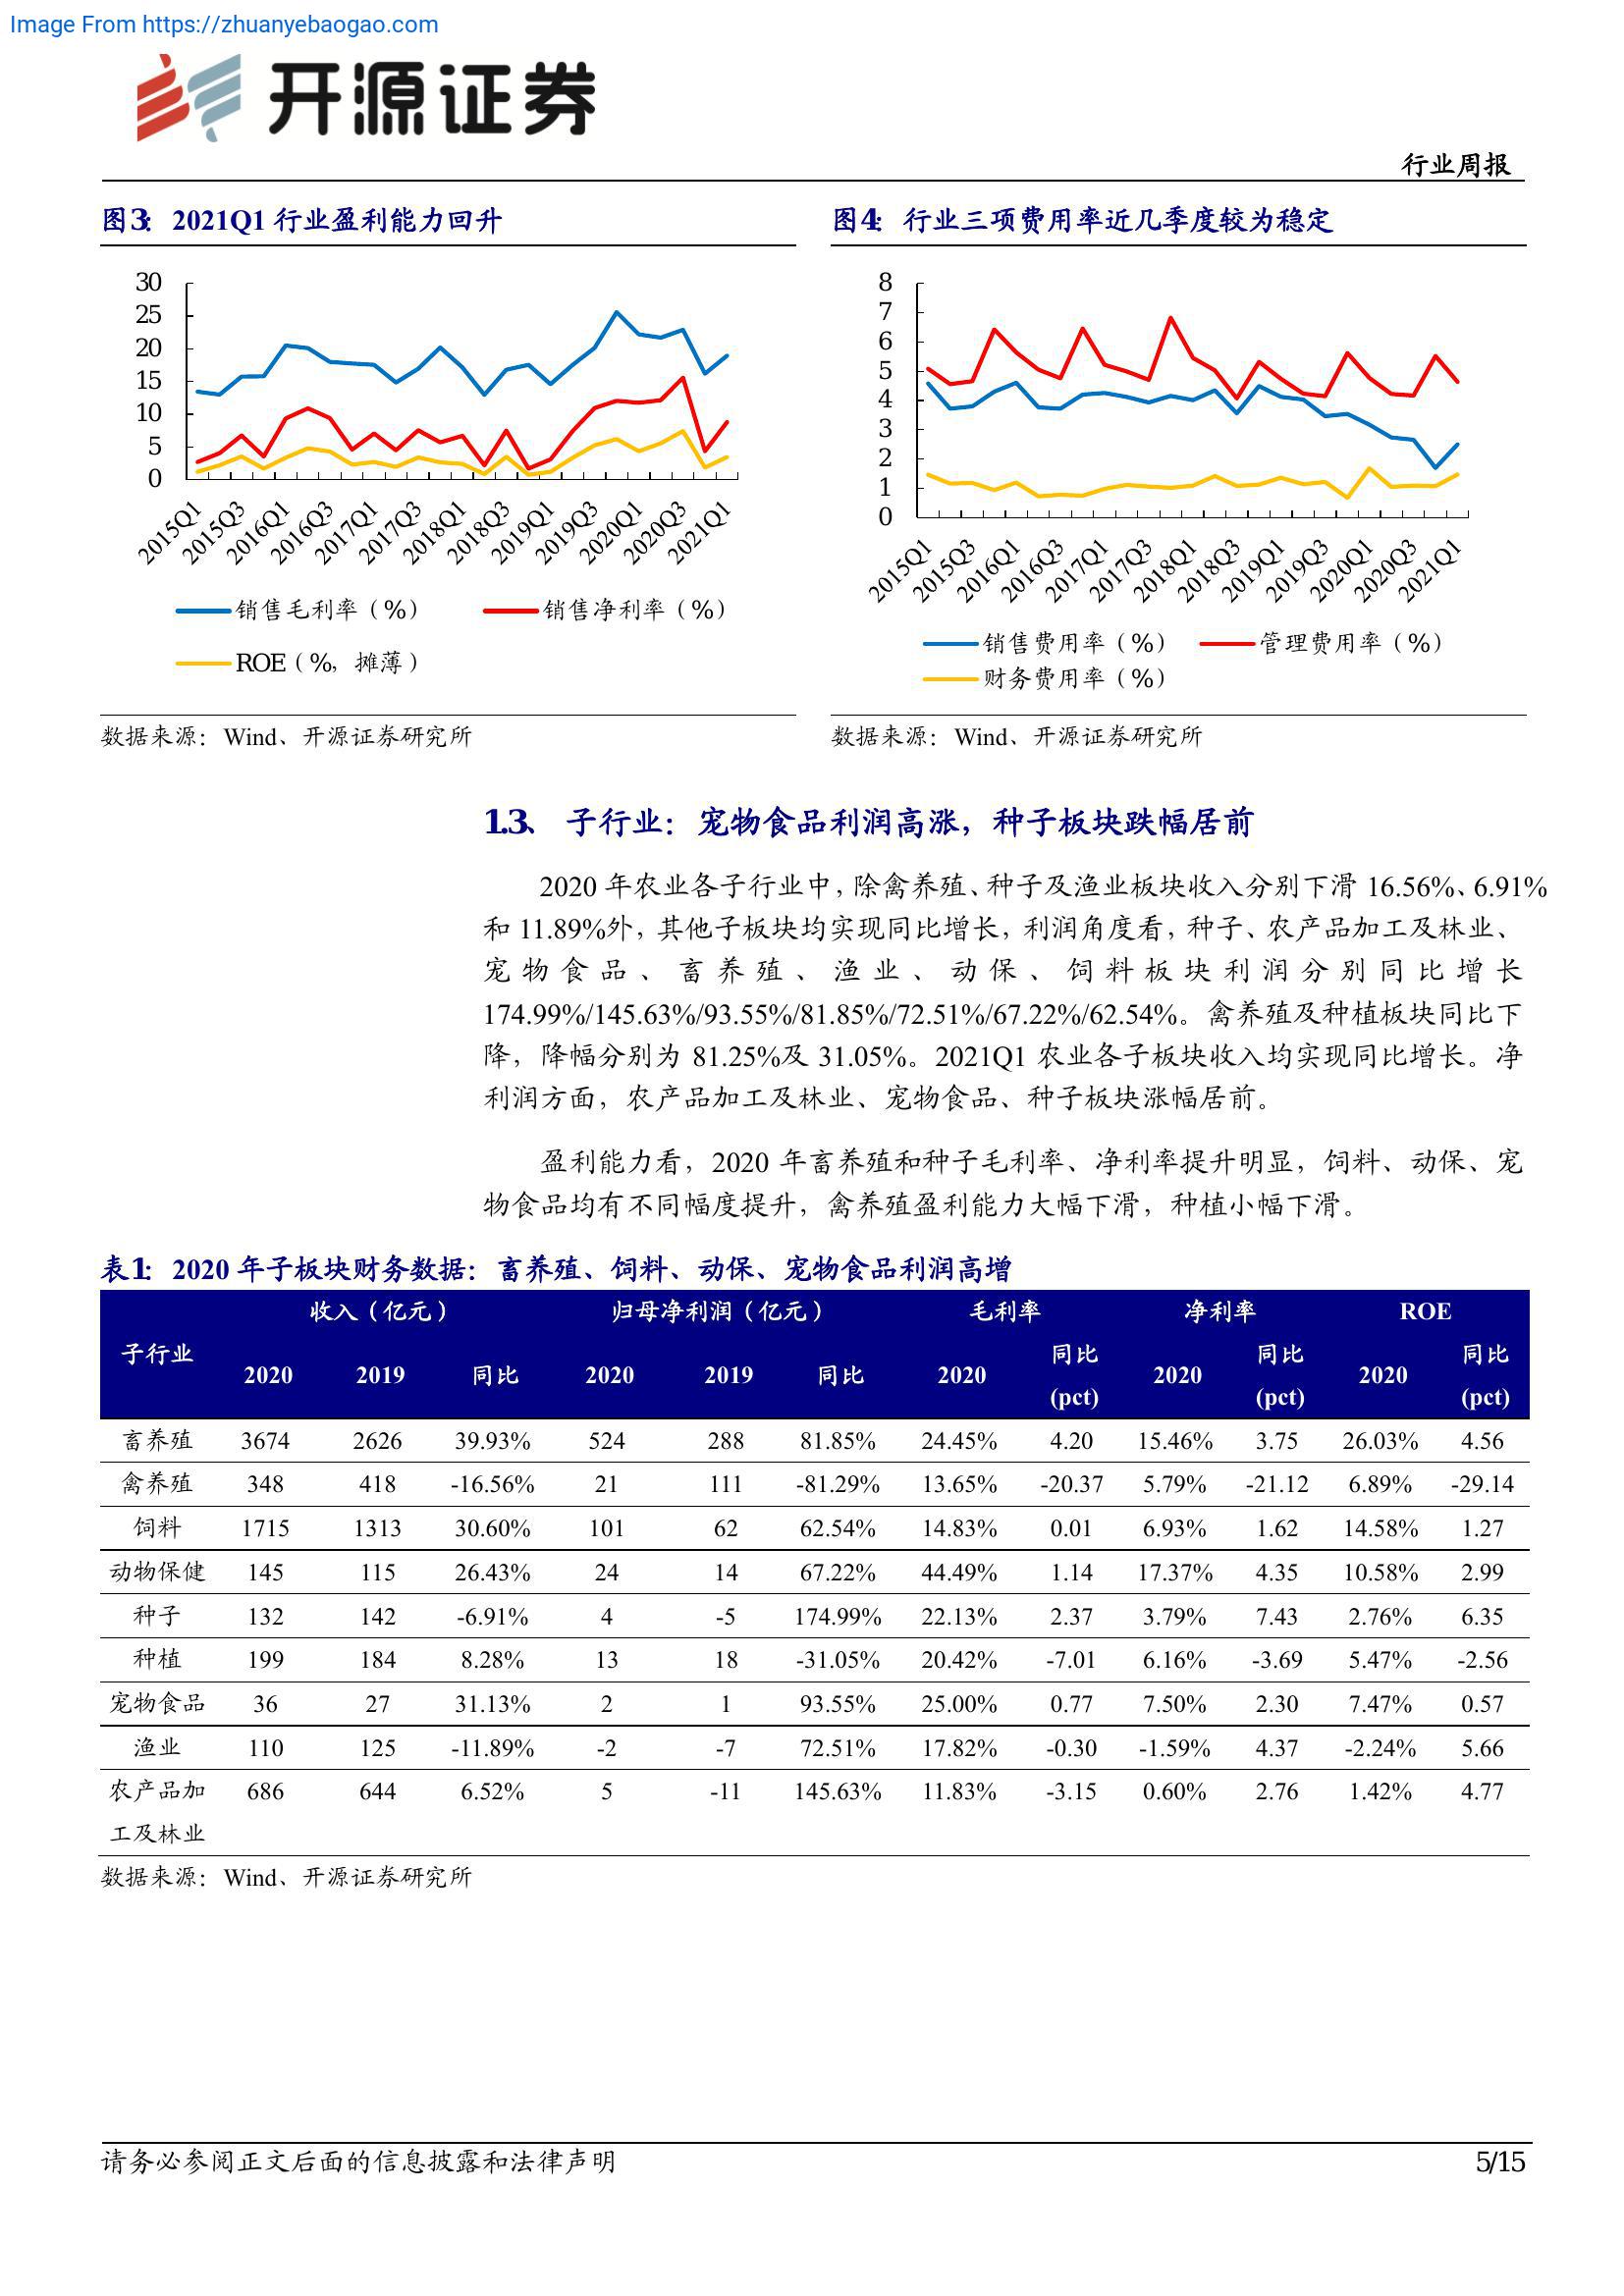 Image From https://zhuanyebaogao.com
开源证券
行业周报
图3： 2021Q1 行业盈利能力回升
30
25
20
15
10
5
0
2015Q1 2015Q3 2016Q1 2016Q3 2017Q1 2017Q3 2018Q1 2018Q3 2019Q1 2019Q3 2020Q1 2020Q3 2021Q1
销售毛利率（%） 销售净利率（%）
ROE（%，摊薄）
数据来源：Wind、开源证券研究所
图4： 行业三项费用率近几季度较为稳定
8
7
6
5
4
3
2
1
0
2015Q1 2015Q3 2016Q1 2016Q3 2017Q1 2017Q3 2018Q1 2018Q3 2019Q1 2019Q3 2020Q1 2020Q3 2021Q1
销售费用率（%） 管理费用率（%）
财务费用率（%）
数据来源：Wind、开源证券研究所
1.3、 子行业：宠物食品利润高涨，种子板块跌幅居前
2020 年农业各子行业中，除禽养殖、种子及渔业板块收入分别下滑 16.56%、6.91%
和 11.89%外，其他子板块均实现同比增长，利润角度看，种子、农产品加工及林业、
宠物食品、畜养殖、渔业、动保、饲料板块利润分别同比增长
174.99%/145.63%/93.55%/81.85%/72.51%/67.22%/62.54%。禽养殖及种植板块同比下
降，降幅分别为 81.25%及 31.05%。2021Q1 农业各子板块收入均实现同比增长。净
利润方面，农产品加工及林业、宠物食品、种子板块涨幅居前。
盈利能力看，2020 年畜养殖和种子毛利率、净利率提升明显，饲料、动保、宠
物食品均有不同幅度提升，禽养殖盈利能力大幅下滑，种植小幅下滑。
表1： 2020 年子板块财务数据：畜养殖、饲料、动保、宠物食品利润高增
子行业 收入（亿元） 归母净利润（亿元） 毛利率 净利率 ROE
2020 2019 同比 2020 2019 同比 2020 同比(pct) 2020 同比(pct) 2020 同比(pct)
畜养殖 3674 2626 39.93% 524 288 81.85% 24.45% 4.20 15.46% 3.75 26.03% 4.56
禽养殖 348 418 -16.56% 21 111 -81.29% 13.65% -20.37 5.79% -21.12 6.89% -29.14
饲料 1715 1313 30.60% 101 62 62.54% 14.83% 0.01 6.93% 1.62 14.58% 1.27
动物保健 145 115 26.43% 24 14 67.22% 44.49% 1.14 17.37% 4.35 10.58% 2.99
种子 132 142 -6.91% 4 -5 174.99% 22.13% 2.37 3.79% 7.43 2.76% 6.35
种植 199 184 8.28% 13 18 -31.05% 20.42% -7.01 6.16% -3.69 5.47% -2.56
宠物食品 36 27 31.13% 2 1 93.55% 25.00% 0.77 7.50% 2.30 7.47% 0.57
渔业 110 125 -11.89% -2 -7 72.51% 17.82% -0.30 -1.59% 4.37 -2.24% 5.66
农产品加 686 644 6.52% 5 -11 145.63% 11.83% -3.15 0.60% 2.76 1.42% 4.77
工及林业
数据来源：Wind、开源证券研究所
请务必参阅正文后面的信息披露和法律声明
5/15